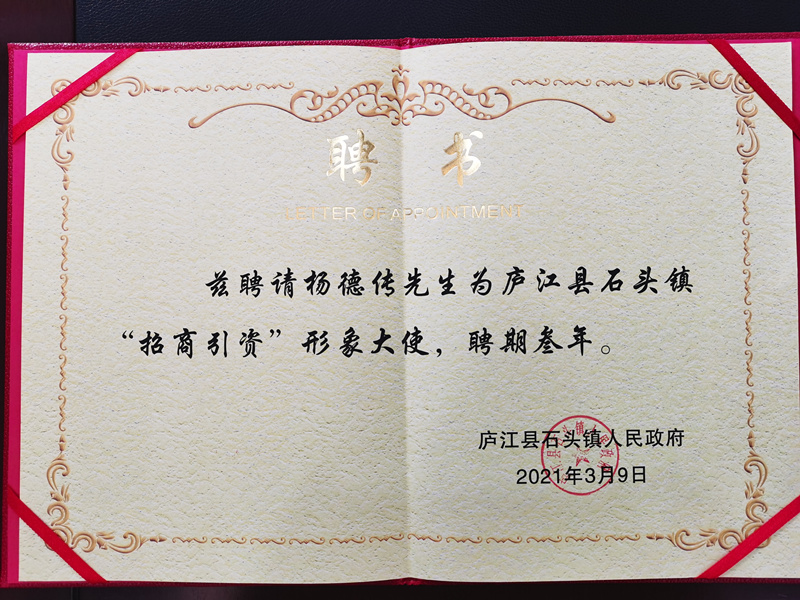 聘书
LETTER OF APPOINTMENT
兹聘请杨德传先生为庐江县石头镇
“招商引资”形象大使，聘期叁年。
庐江县石头镇人民政府
2021年3月9日